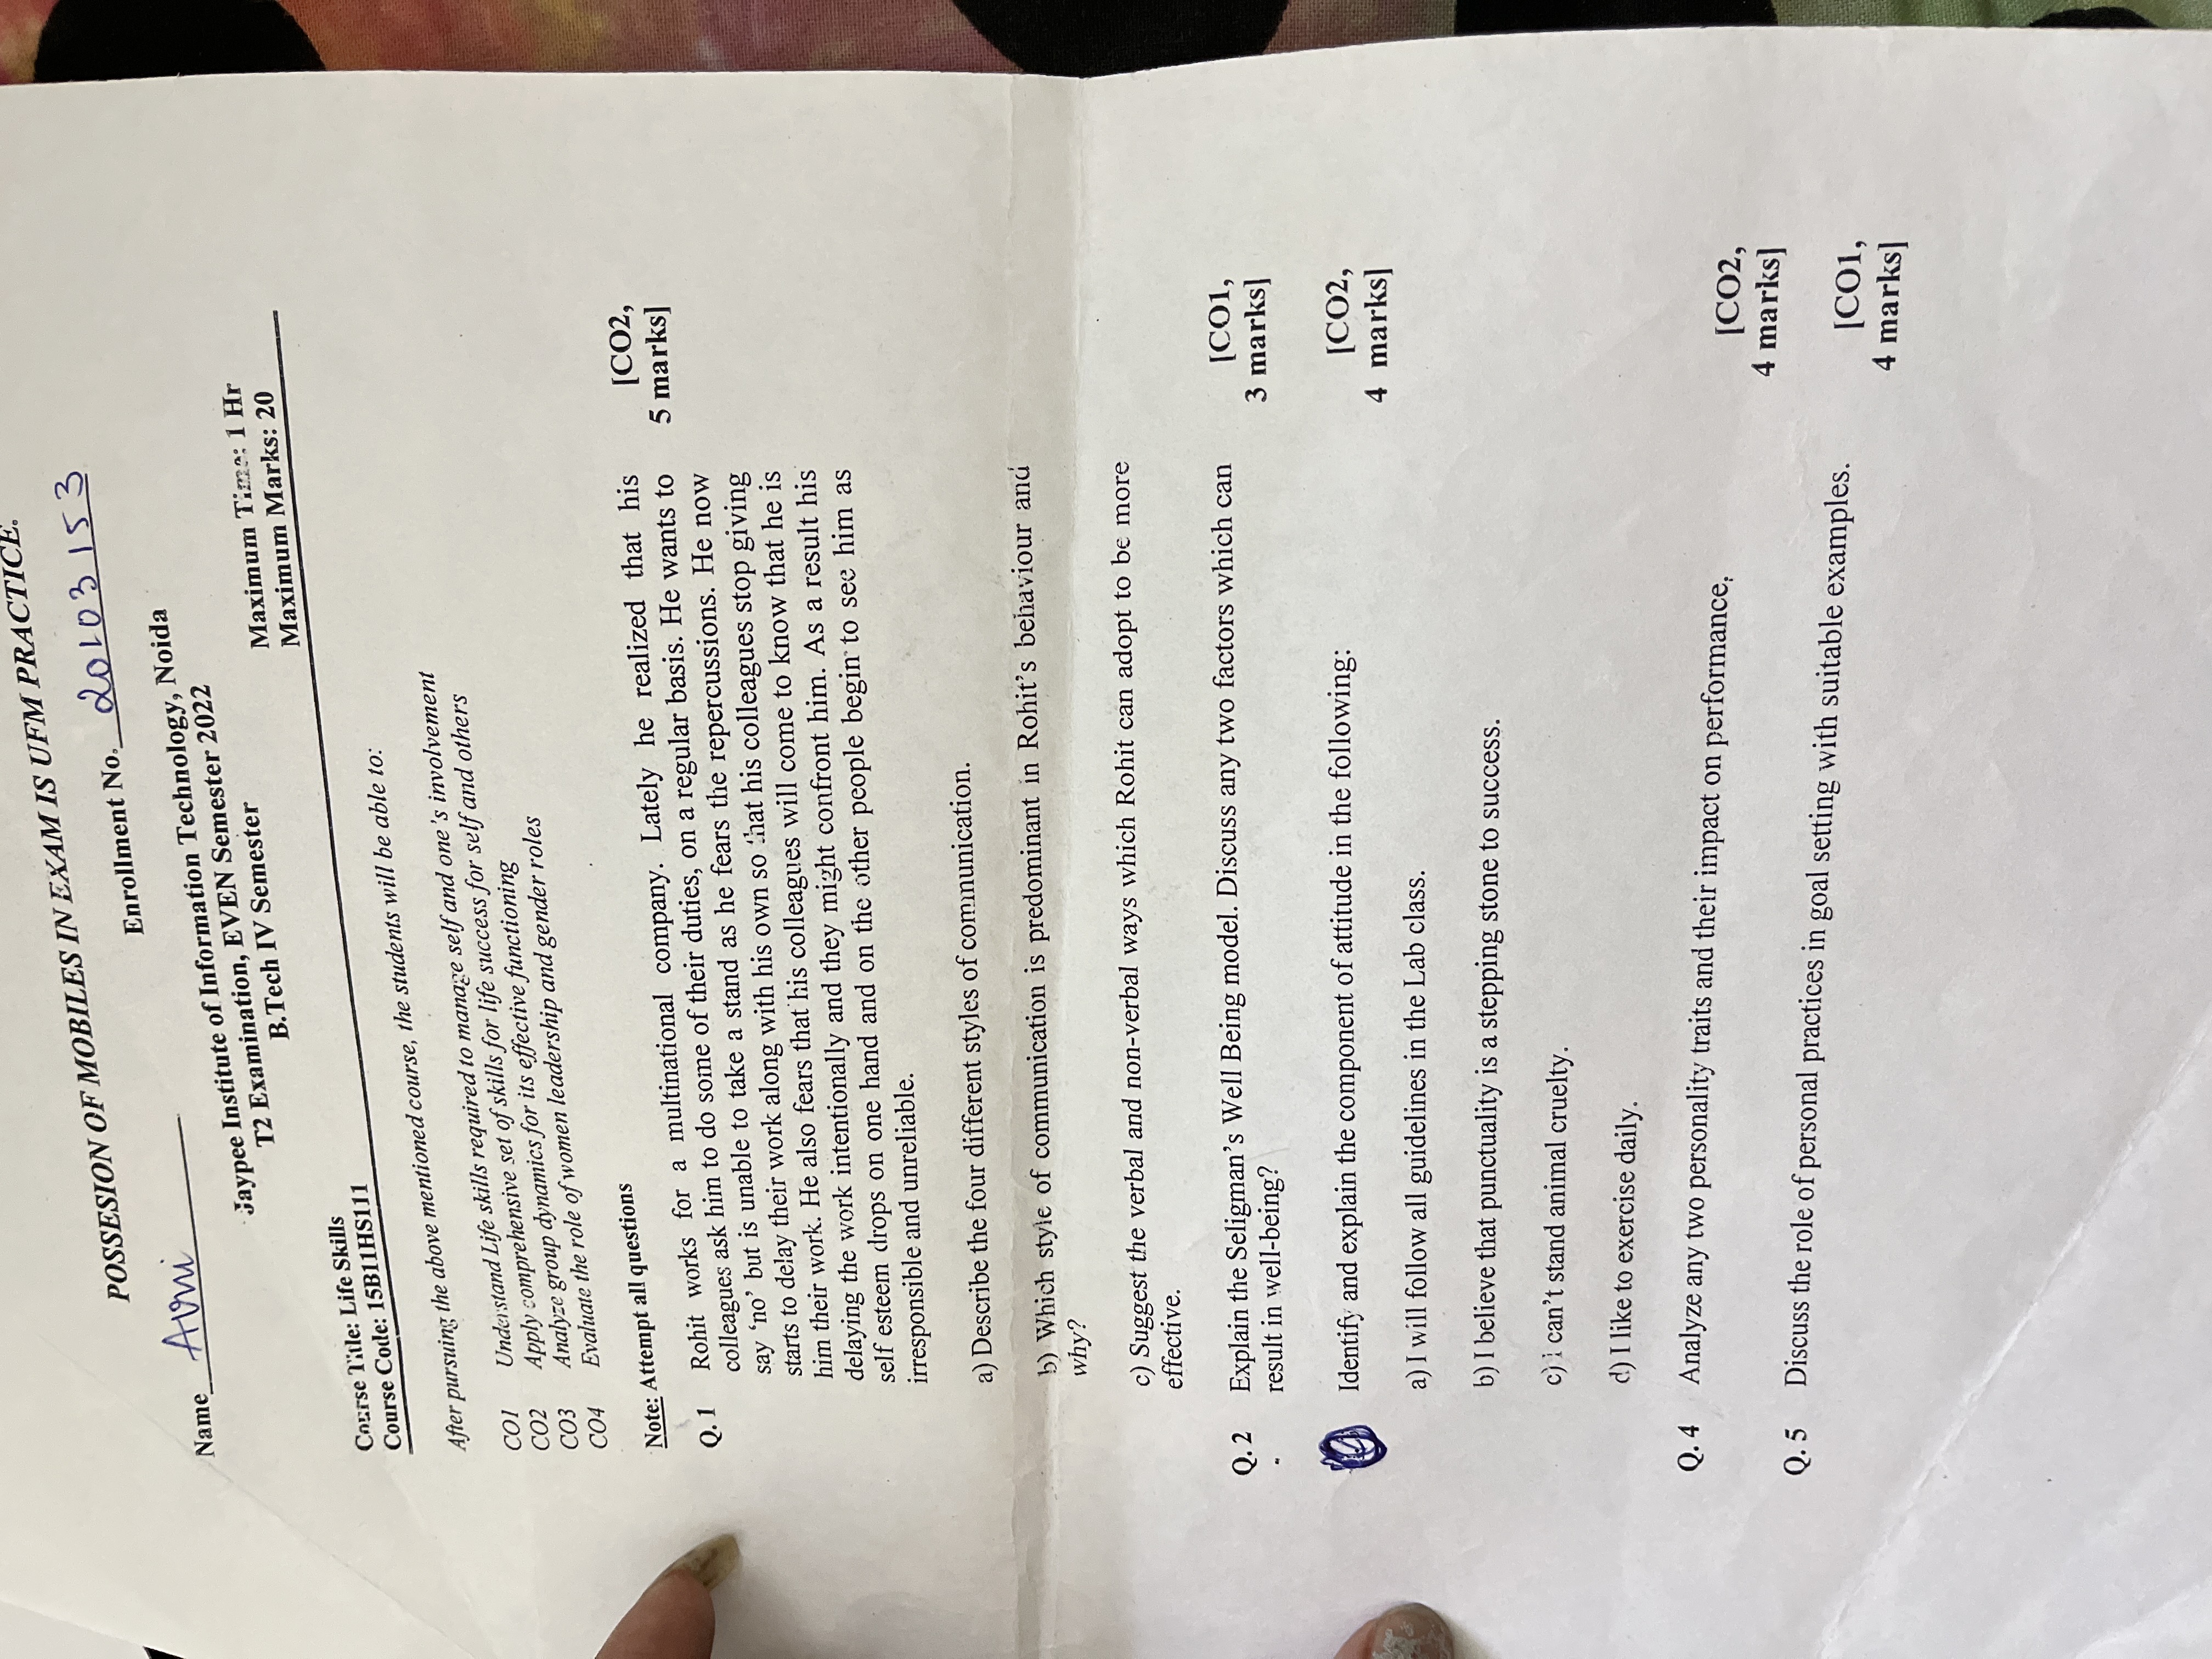 POSSESION OF MOBILES IN EXAM IS UFM PRACTICE.
Enrollment No. 20103153
Name Avni
Jaypee Institute of Information Technology, Noida
T2 Examination, EVEN Semester 2022
B.Tech IV Semester
Maximum Time: 1 Hr
Maximum Marks: 20
Course Title: Life Skills
Course Code: 15B11HS111
After pursuing the above mentioned course, the students will be able to:
CO1 Understand Life skills required to manage self and one's involvement
CO2 Apply comprehensive set of skills for life success for self and others
CO3 Analyze group dynamics for its effective functioning
CO4 Evaluate the role of women leadership and gender roles
Note: Attempt all questions
Q. 1 Rohit works for a multinational company. Lately he realized that his [CO2,
colleagues ask him to do some of their duties, on a regular basis. He wants to 5 marks]
say 'no' but is unable to take a stand as he fears the repercussions. He now
starts to delay their work along with his own so that his colleagues stop giving
him their work. He also fears that his colleagues will come to know that he is
delaying the work intentionally and they might confront him. As a result his
self esteem drops on one hand and on the other people begin to see him as
irresponsible and unreliable.
a) Describe the four different styles of communication.
b) Which style of communication is predominant in Rohit's behaviour and
why?
c) Suggest the verbal and non-verbal ways which Rohit can adopt to be more
effective.
Q. 2 Explain the Seligman's Well Being model. Discuss any two factors which can [CO1,
result in well-being? 3 marks]
Identify and explain the component of attitude in the following: [CO2,
4 marks]
a) I will follow all guidelines in the Lab class.
b) I believe that punctuality is a stepping stone to success.
c) I can't stand animal cruelty.
d) I like to exercise daily.
Q. 4 Analyze any two personality traits and their impact on performance. [CO2,
4 marks]
Q. 5 Discuss the role of personal practices in goal setting with suitable examples. [CO1,
4 marks]